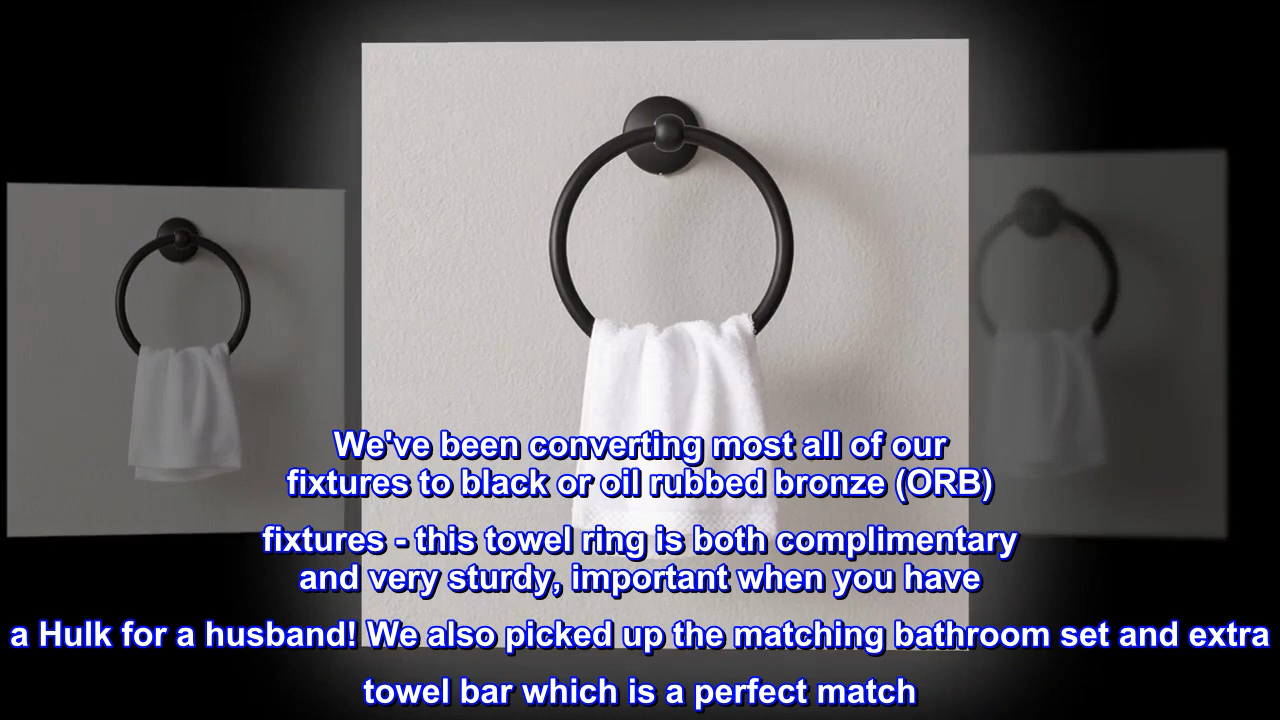 We've been converting most all of our
fixtures to black or oil rubbed bronze (ORB)
fixtures - this towel ring is both complimentary
and very sturdy, important when you have
a Hulk for a husband! We also picked up the matching bathroom set and extra
towel bar which is a perfect match